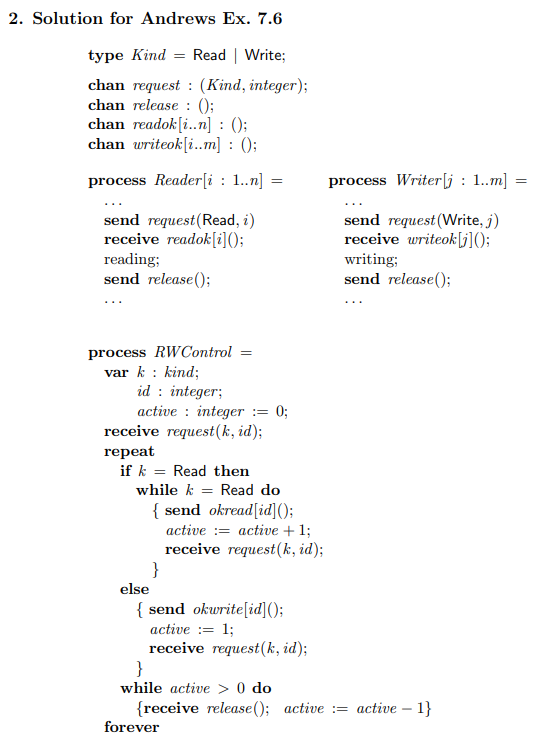 2. Solution for Andrews Ex. 7.6
type Kind = Read | Write;
chan request : (Kind, integer);
chan release : ();
chan readok[i..n] : ();
chan writeok[i..m] : ();
process Reader[i : 1..n] =
...
send request(Read, i)
receive readok[i]();
reading;
send release();
...
process Writer[j : 1..m] =
...
send request(Write, j)
receive writeok[j]();
writing;
send release();
...
process RWControl =
var k : kind;
id : integer;
active : integer := 0;
receive request(k, id);
repeat
if k = Read then
while k = Read do
{ send okread[id]();
active := active + 1;
receive request(k, id);
}
else
{ send okwrite[id]();
active := 1;
receive request(k, id);
}
while active > 0 do
{receive release(); active := active − 1}
forever